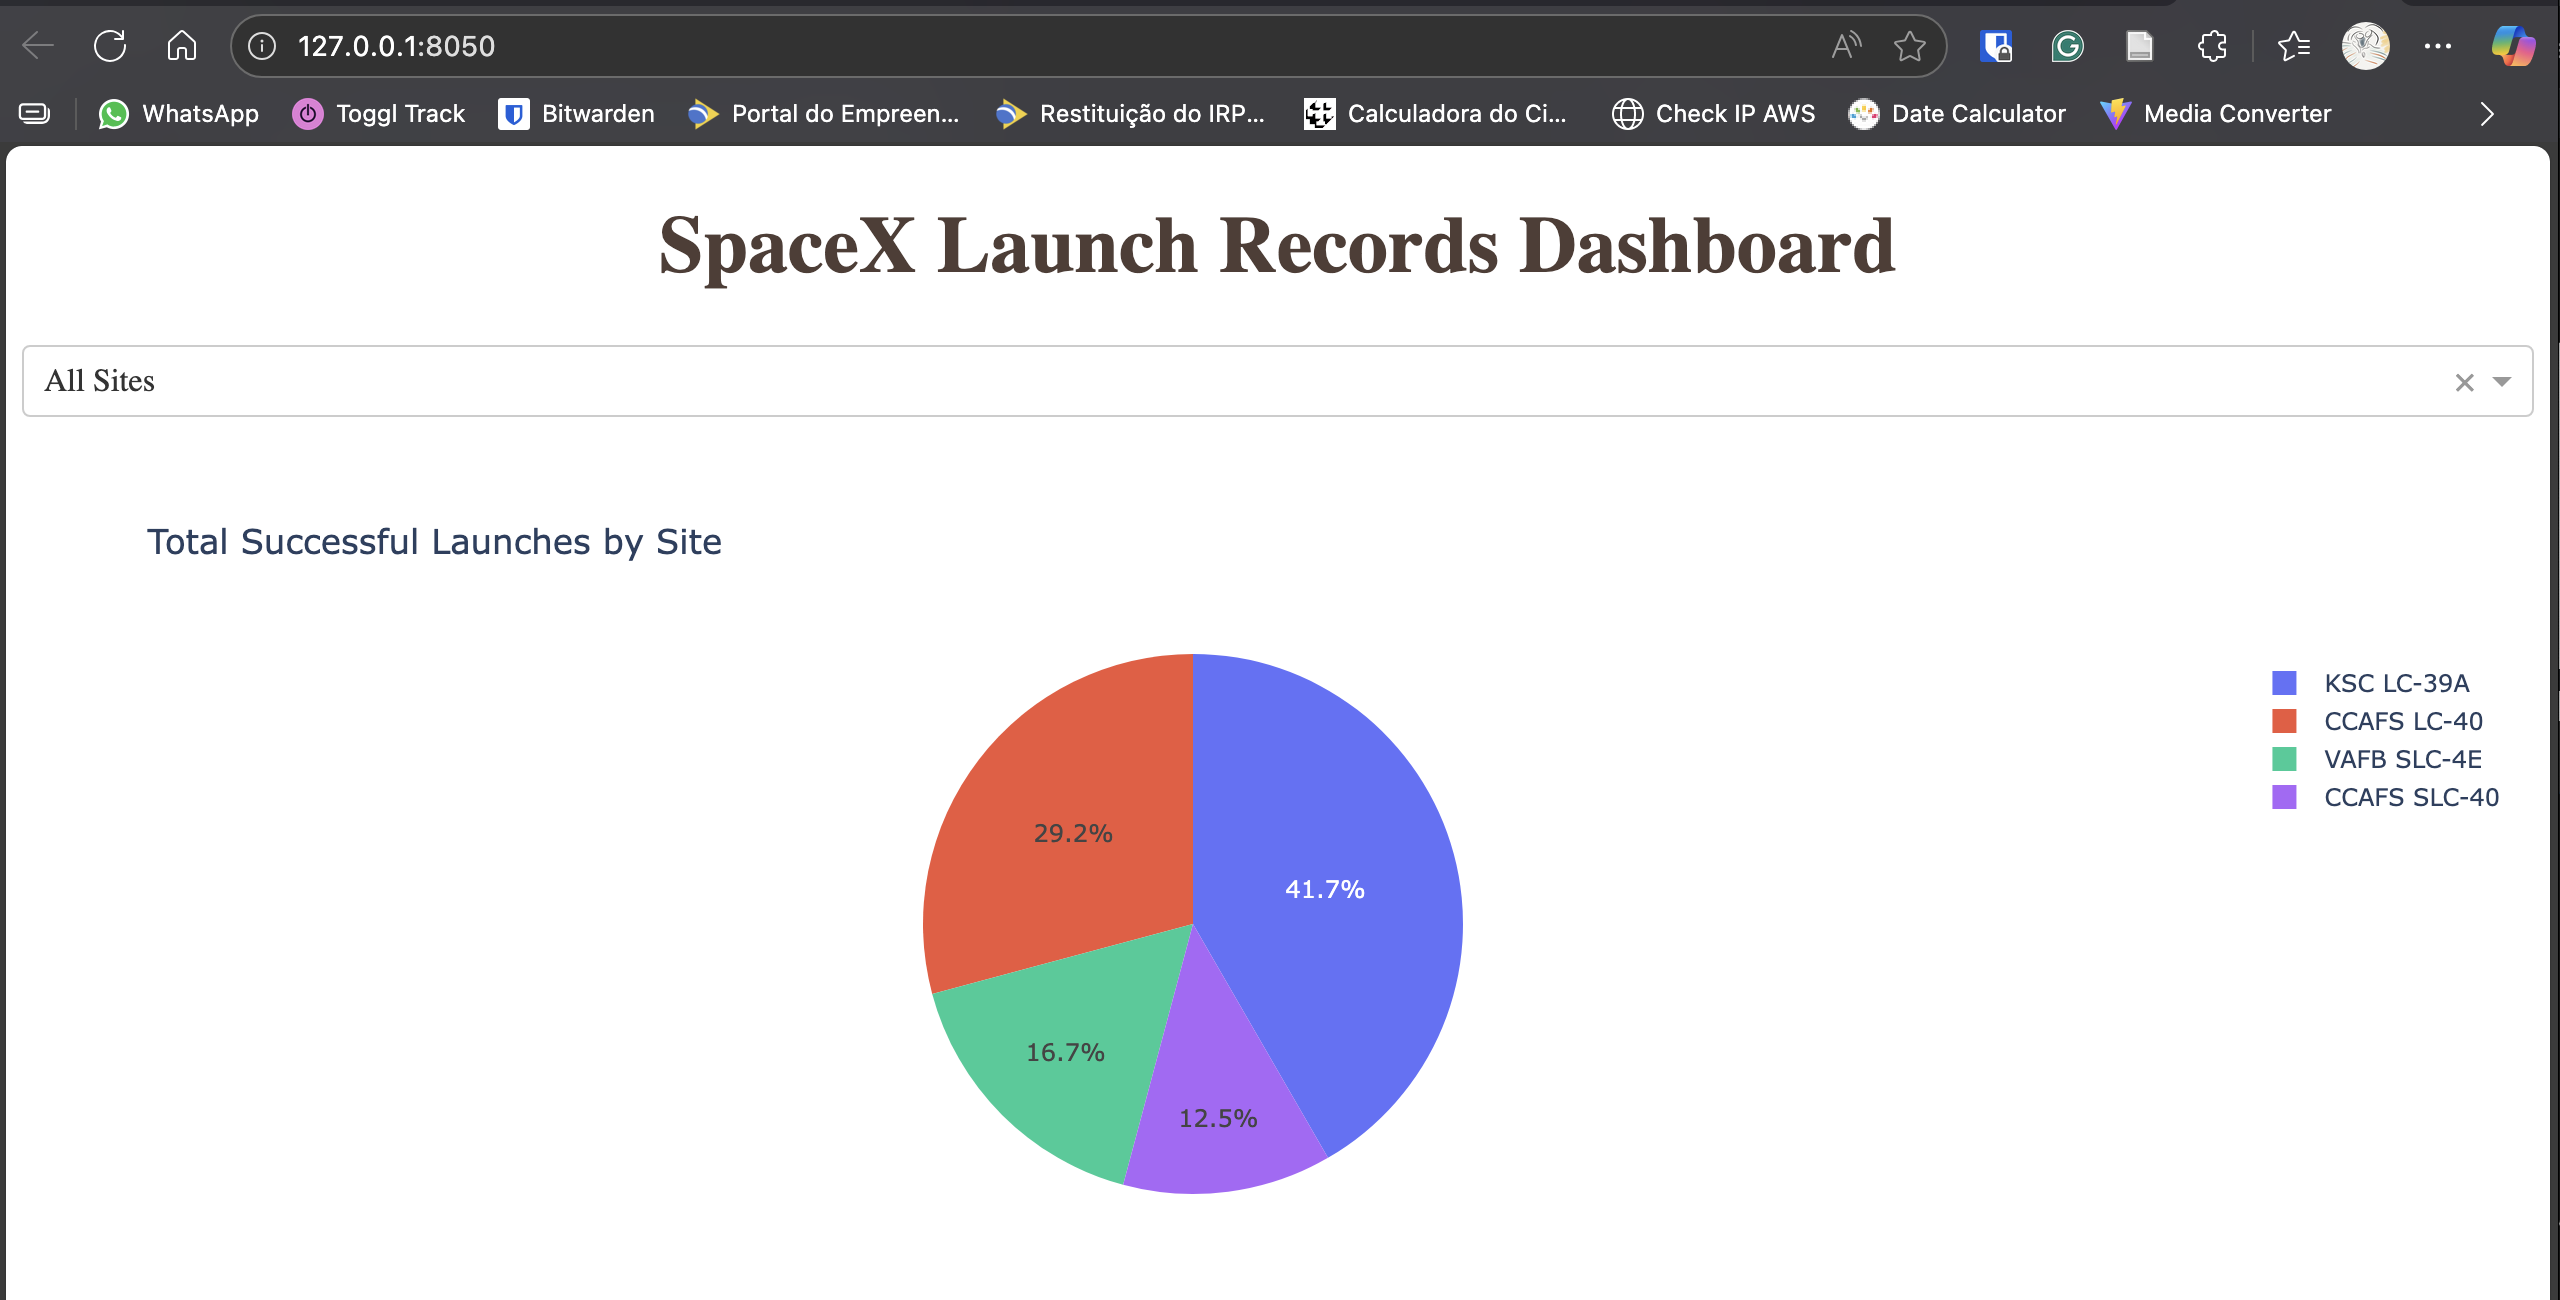 127.0.0.1:8050
WhatsApp Toggl Track Bitwarden Portal do Empreen... Restituição do IRP... Calculadora do Ci... Check IP AWS Date Calculator Media Converter
SpaceX Launch Records Dashboard
All Sites
Total Successful Launches by Site
KSC LC-39A
CCAFS LC-40
VAFB SLC-4E
CCAFS SLC-40
29.2%
41.7%
16.7%
12.5%